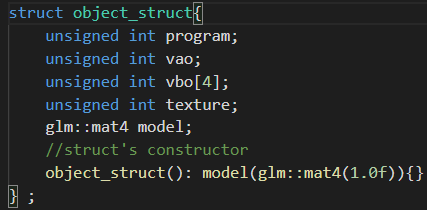 struct object_struct{
    unsigned int program;
    unsigned int vao;
    unsigned int vbo[4];
    unsigned int texture;
    glm::mat4 model;
    //struct's constructor
    object_struct(): model(glm::mat4(1.0f)){}
} ;